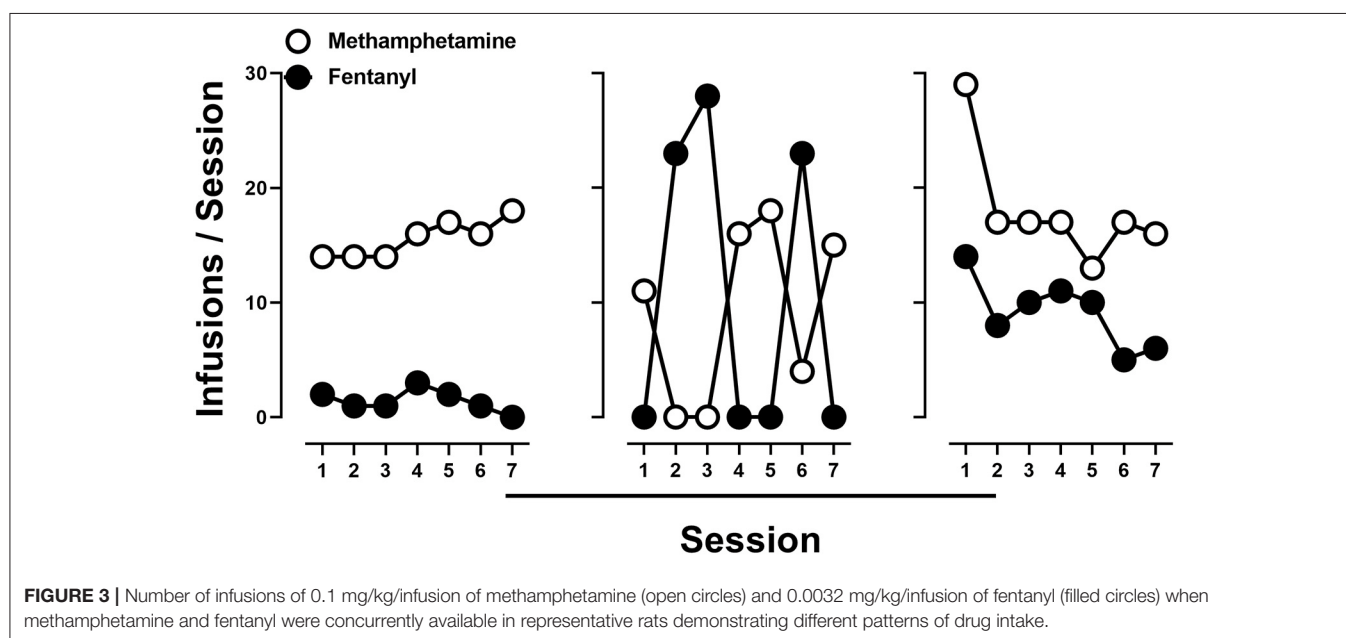 Methamphetamine
Fentanyl
Infusions / Session
30
20
10
0
1 2 3 4 5 6 7
1 2 3 4 5 6 7
1 2 3 4 5 6 7
Session
FIGURE 3 | Number of infusions of 0.1 mg/kg/infusion of methamphetamine (open circles) and 0.0032 mg/kg/infusion of fentanyl (filled circles) when
methamphetamine and fentanyl were concurrently available in representative rats demonstrating different patterns of drug intake.